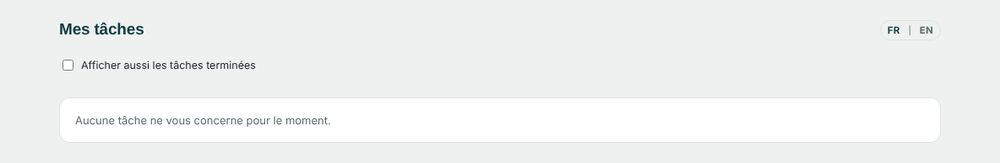 Mes tâches
FR | EN
Afficher aussi les tâches terminées
Aucune tâche ne vous concerne pour le moment.